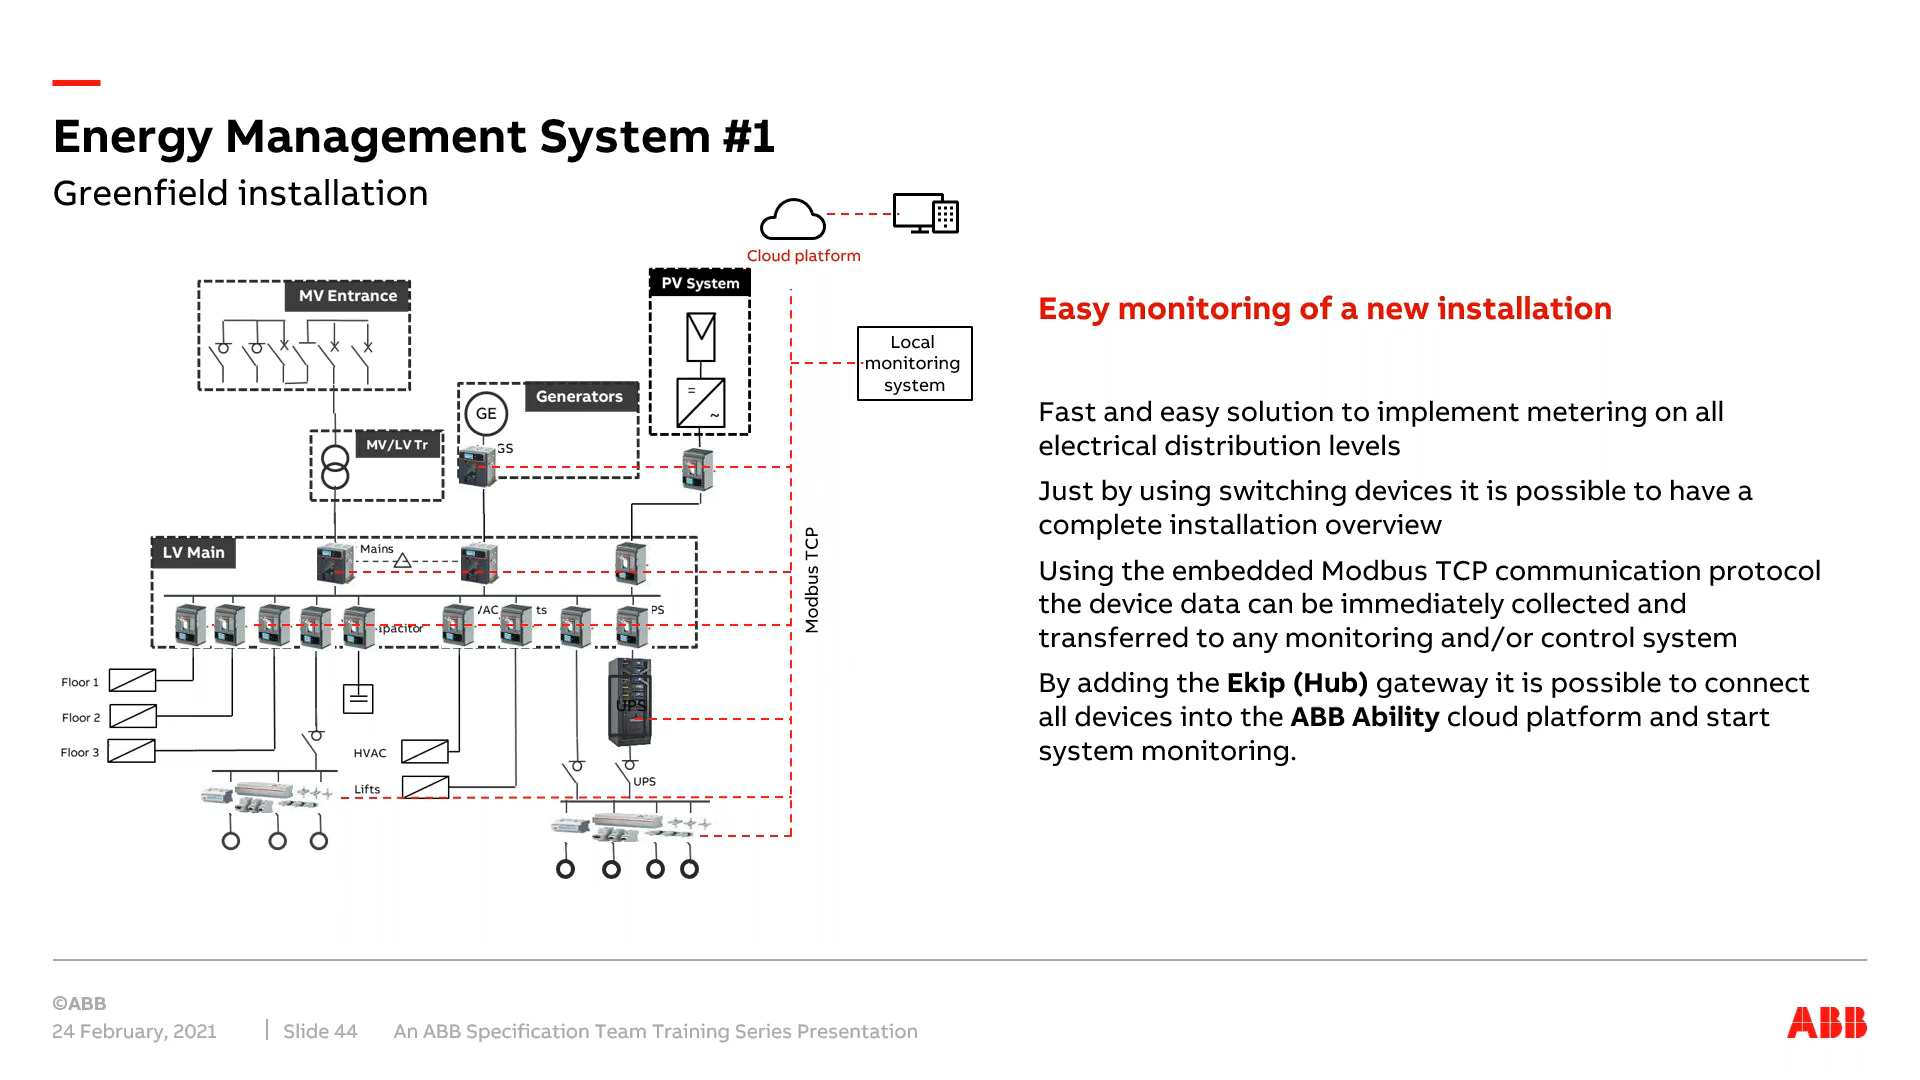 Energy Management System #1
Greenfield installation
Cloud platform
PV System
MV Entrance
Local
monitoring
system
Generators
GE
GS
MV/LV Tr
LV Main
Mains
Modbus TCP
Floor 1
Floor 2
Floor 3
HVAC
Lifts
UPS
UPS
Easy monitoring of a new installation
Fast and easy solution to implement metering on all
electrical distribution levels
Just by using switching devices it is possible to have a
complete installation overview
Using the embedded Modbus TCP communication protocol
the device data can be immediately collected and
transferred to any monitoring and/or control system
By adding the Ekip (Hub) gateway it is possible to connect
all devices into the ABB Ability cloud platform and start
system monitoring.
©ABB
24 February, 2021 | Slide 44 An ABB Specification Team Training Series Presentation
ABB